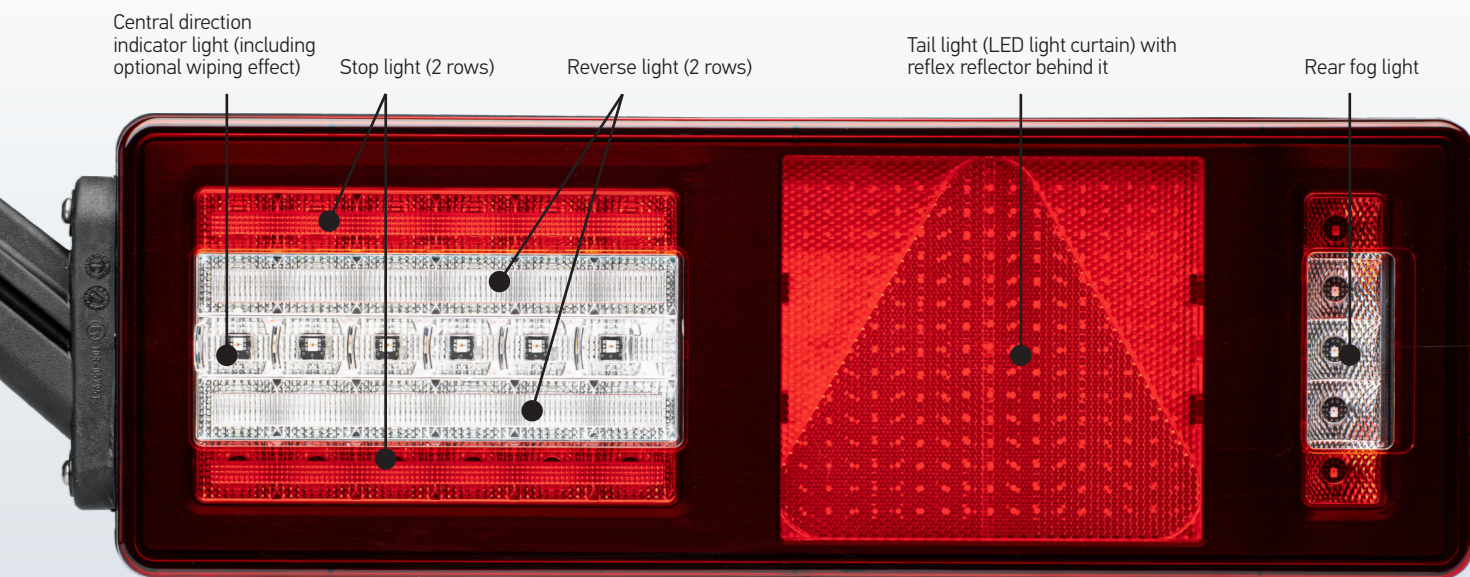 Central direction
indicator light (including
optional wiping effect)
Stop light (2 rows)
Reverse light (2 rows)
Tail light (LED light curtain) with
reflex reflector behind it
Rear fog light